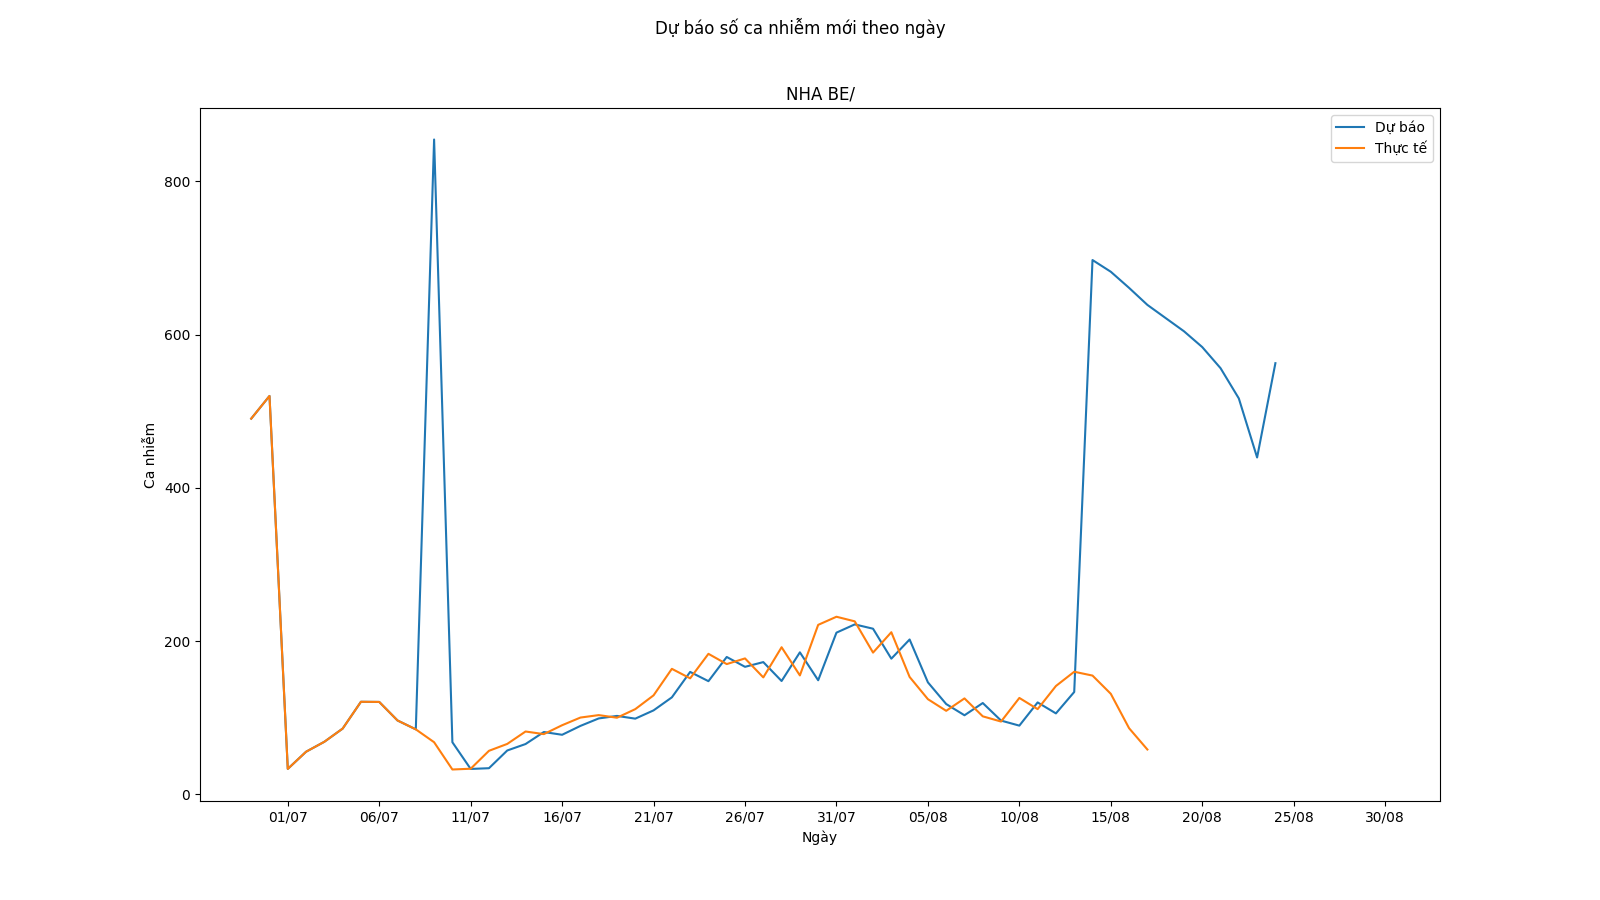 Dự báo số ca nhiễm mới theo ngày
NHA BE/
Dự báo
Thực tế
Ca nhiễm
800
600
400
200
0
01/07 06/07 11/07 16/07 21/07 26/07 31/07 05/08 10/08 15/08 20/08 25/08 30/08
Ngày